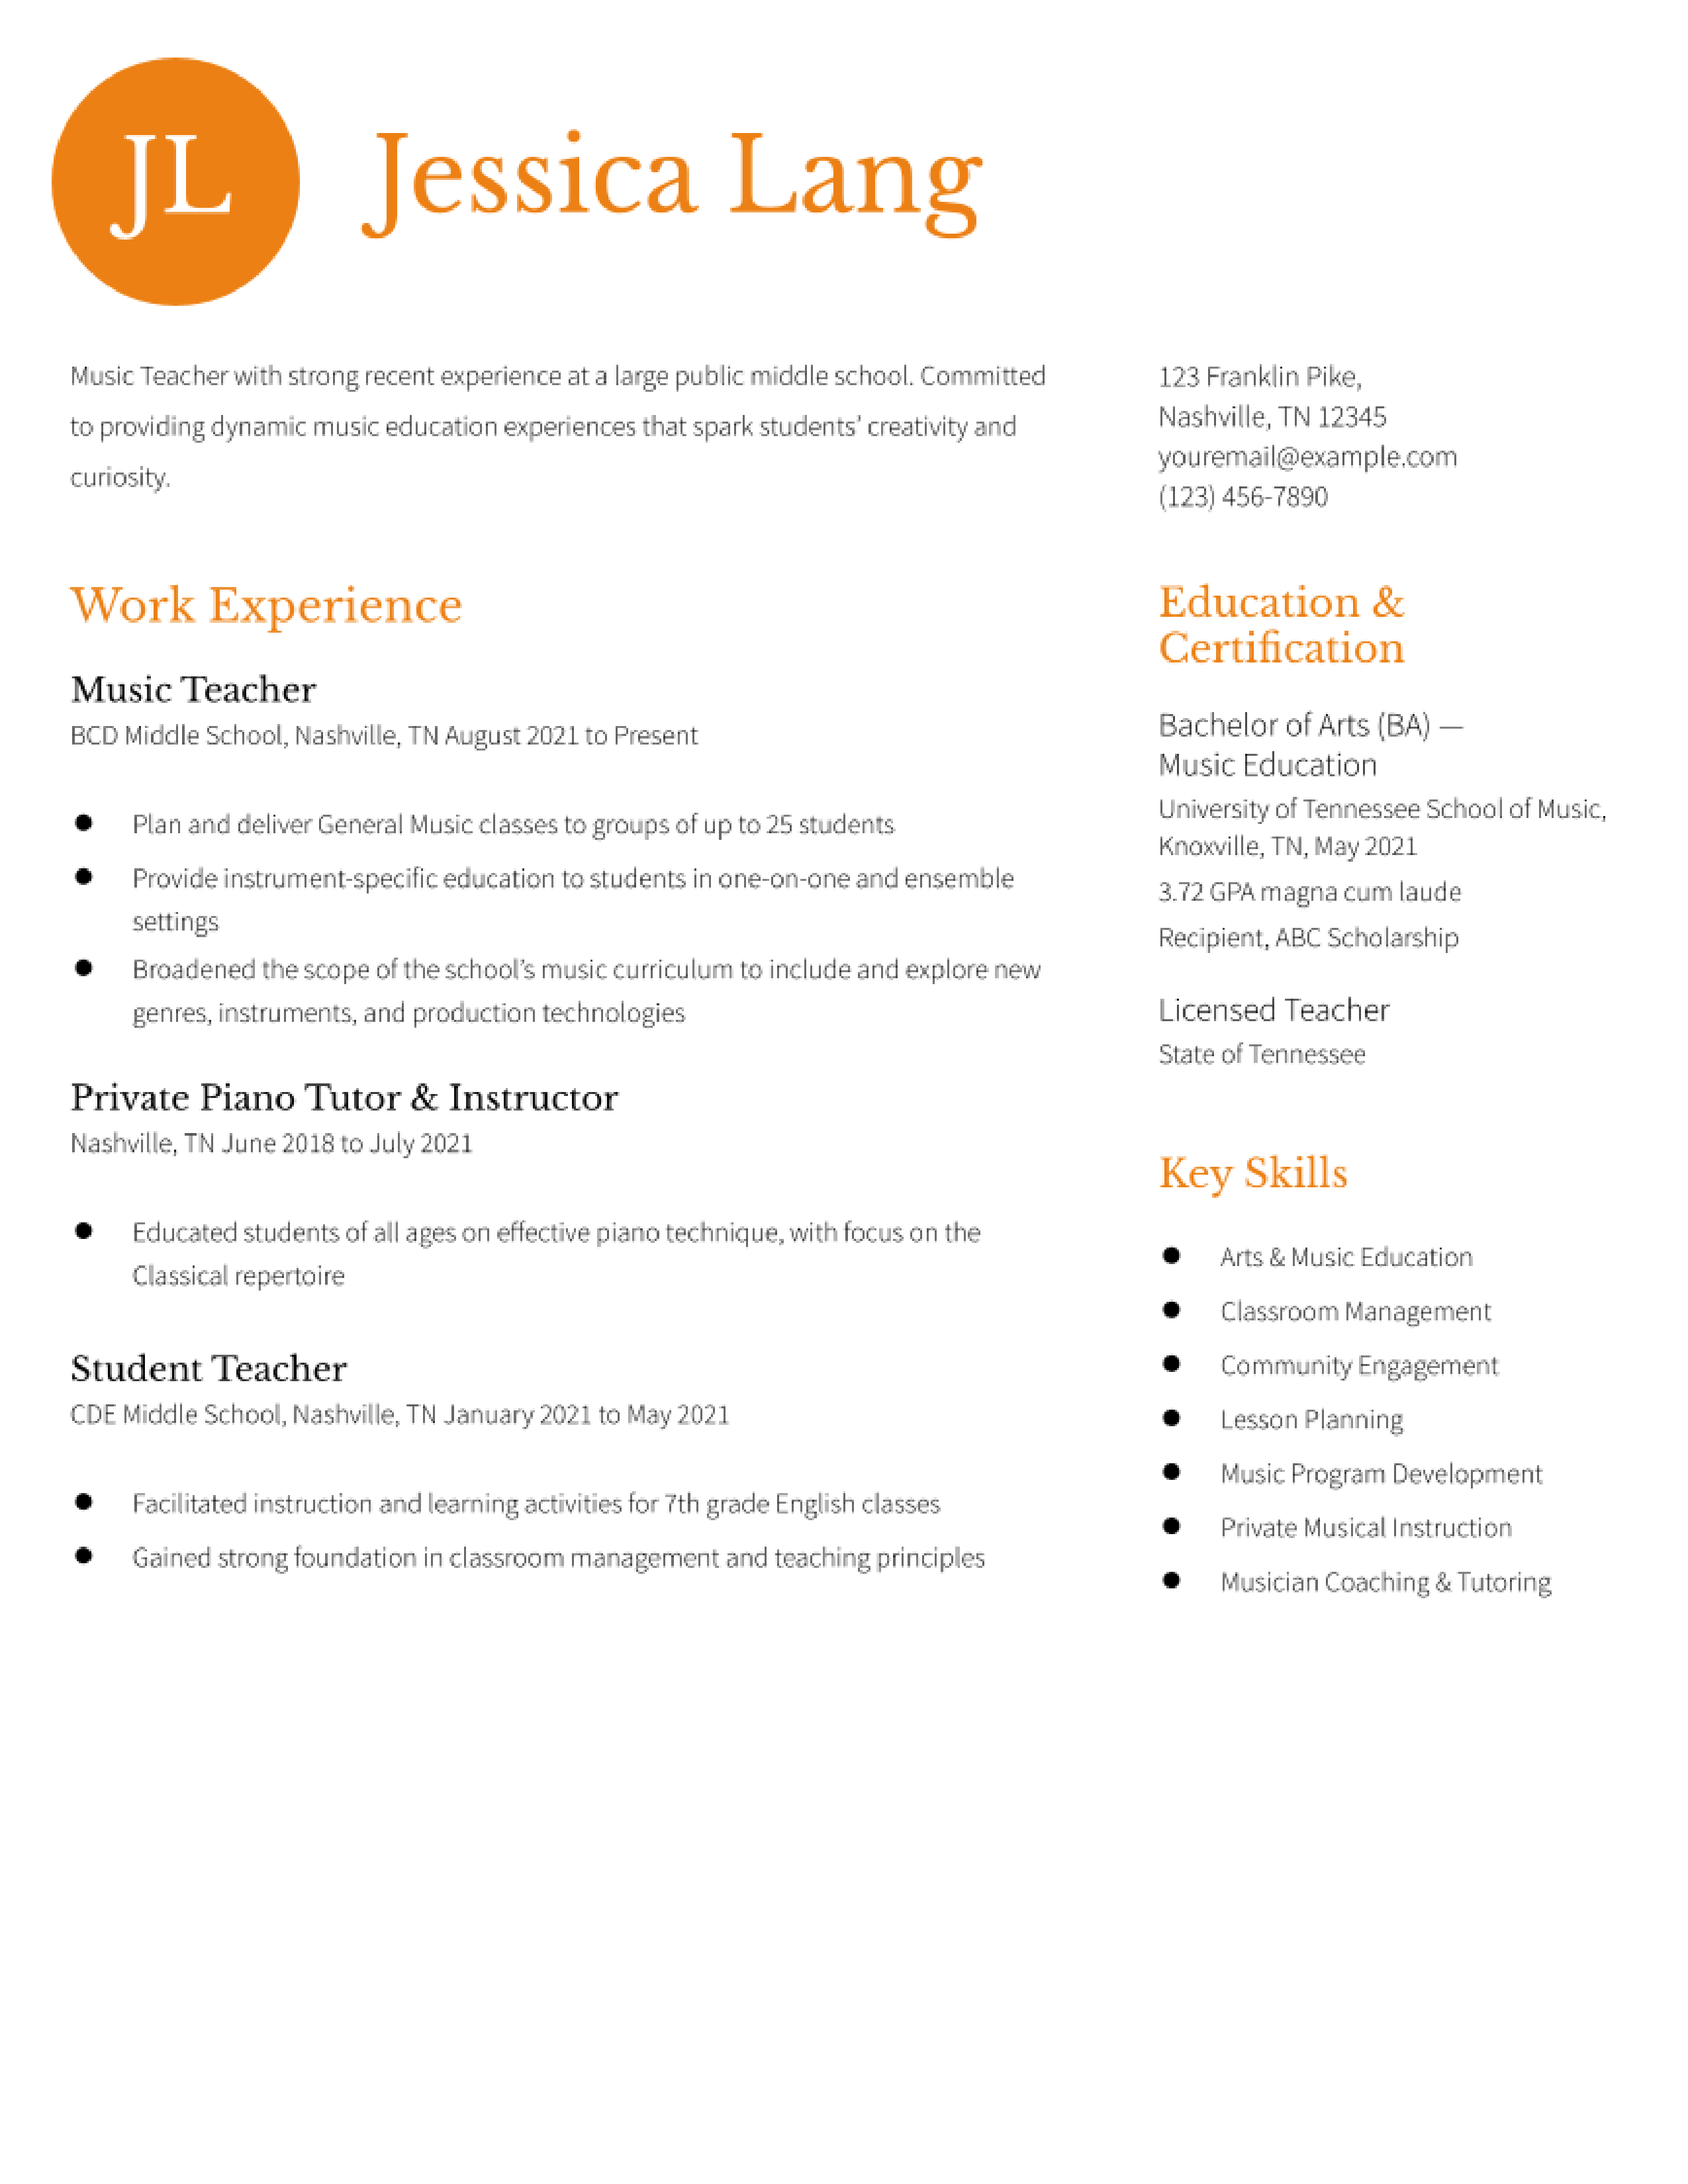 JL
Jessica Lang
Music Teacher with strong recent experience at a large public middle school. Committed
to providing dynamic music education experiences that spark students’ creativity and
curiosity.
Work Experience
Music Teacher
BCD Middle School, Nashville, TN August 2021 to Present
● Plan and deliver General Music classes to groups of up to 25 students
● Provide instrument-specific education to students in one-on-one and ensemble
settings
● Broadened the scope of the school’s music curriculum to include and explore new
genres, instruments, and production technologies
Private Piano Tutor & Instructor
Nashville, TN June 2018 to July 2021
● Educated students of all ages on effective piano technique, with focus on the
Classical repertoire
Student Teacher
CDE Middle School, Nashville, TN January 2021 to May 2021
● Facilitated instruction and learning activities for 7th grade English classes
● Gained strong foundation in classroom management and teaching principles
123 Franklin Pike,
Nashville, TN 12345
youremail@example.com
(123) 456-7890
Education &
Certification
Bachelor of Arts (BA) —
Music Education
University of Tennessee School of Music,
Knoxville, TN, May 2021
3.72 GPA magna cum laude
Recipient, ABC Scholarship
Licensed Teacher
State of Tennessee
Key Skills
● Arts & Music Education
● Classroom Management
● Community Engagement
● Lesson Planning
● Music Program Development
● Private Musical Instruction
● Musician Coaching & Tutoring